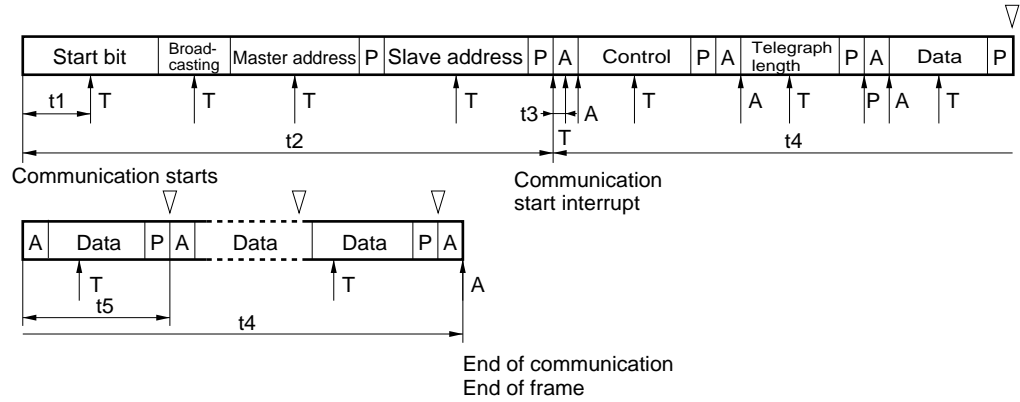 Start bit Broad-casting Master address P Slave address P A Control P A Telegraph length P A Data P
t1 T T T T t3 A T A T P A T
t2 T t4
Communication starts
Communication
start interrupt
A Data P A Data Data P A
T T A
t5
t4
End of communication
End of frame